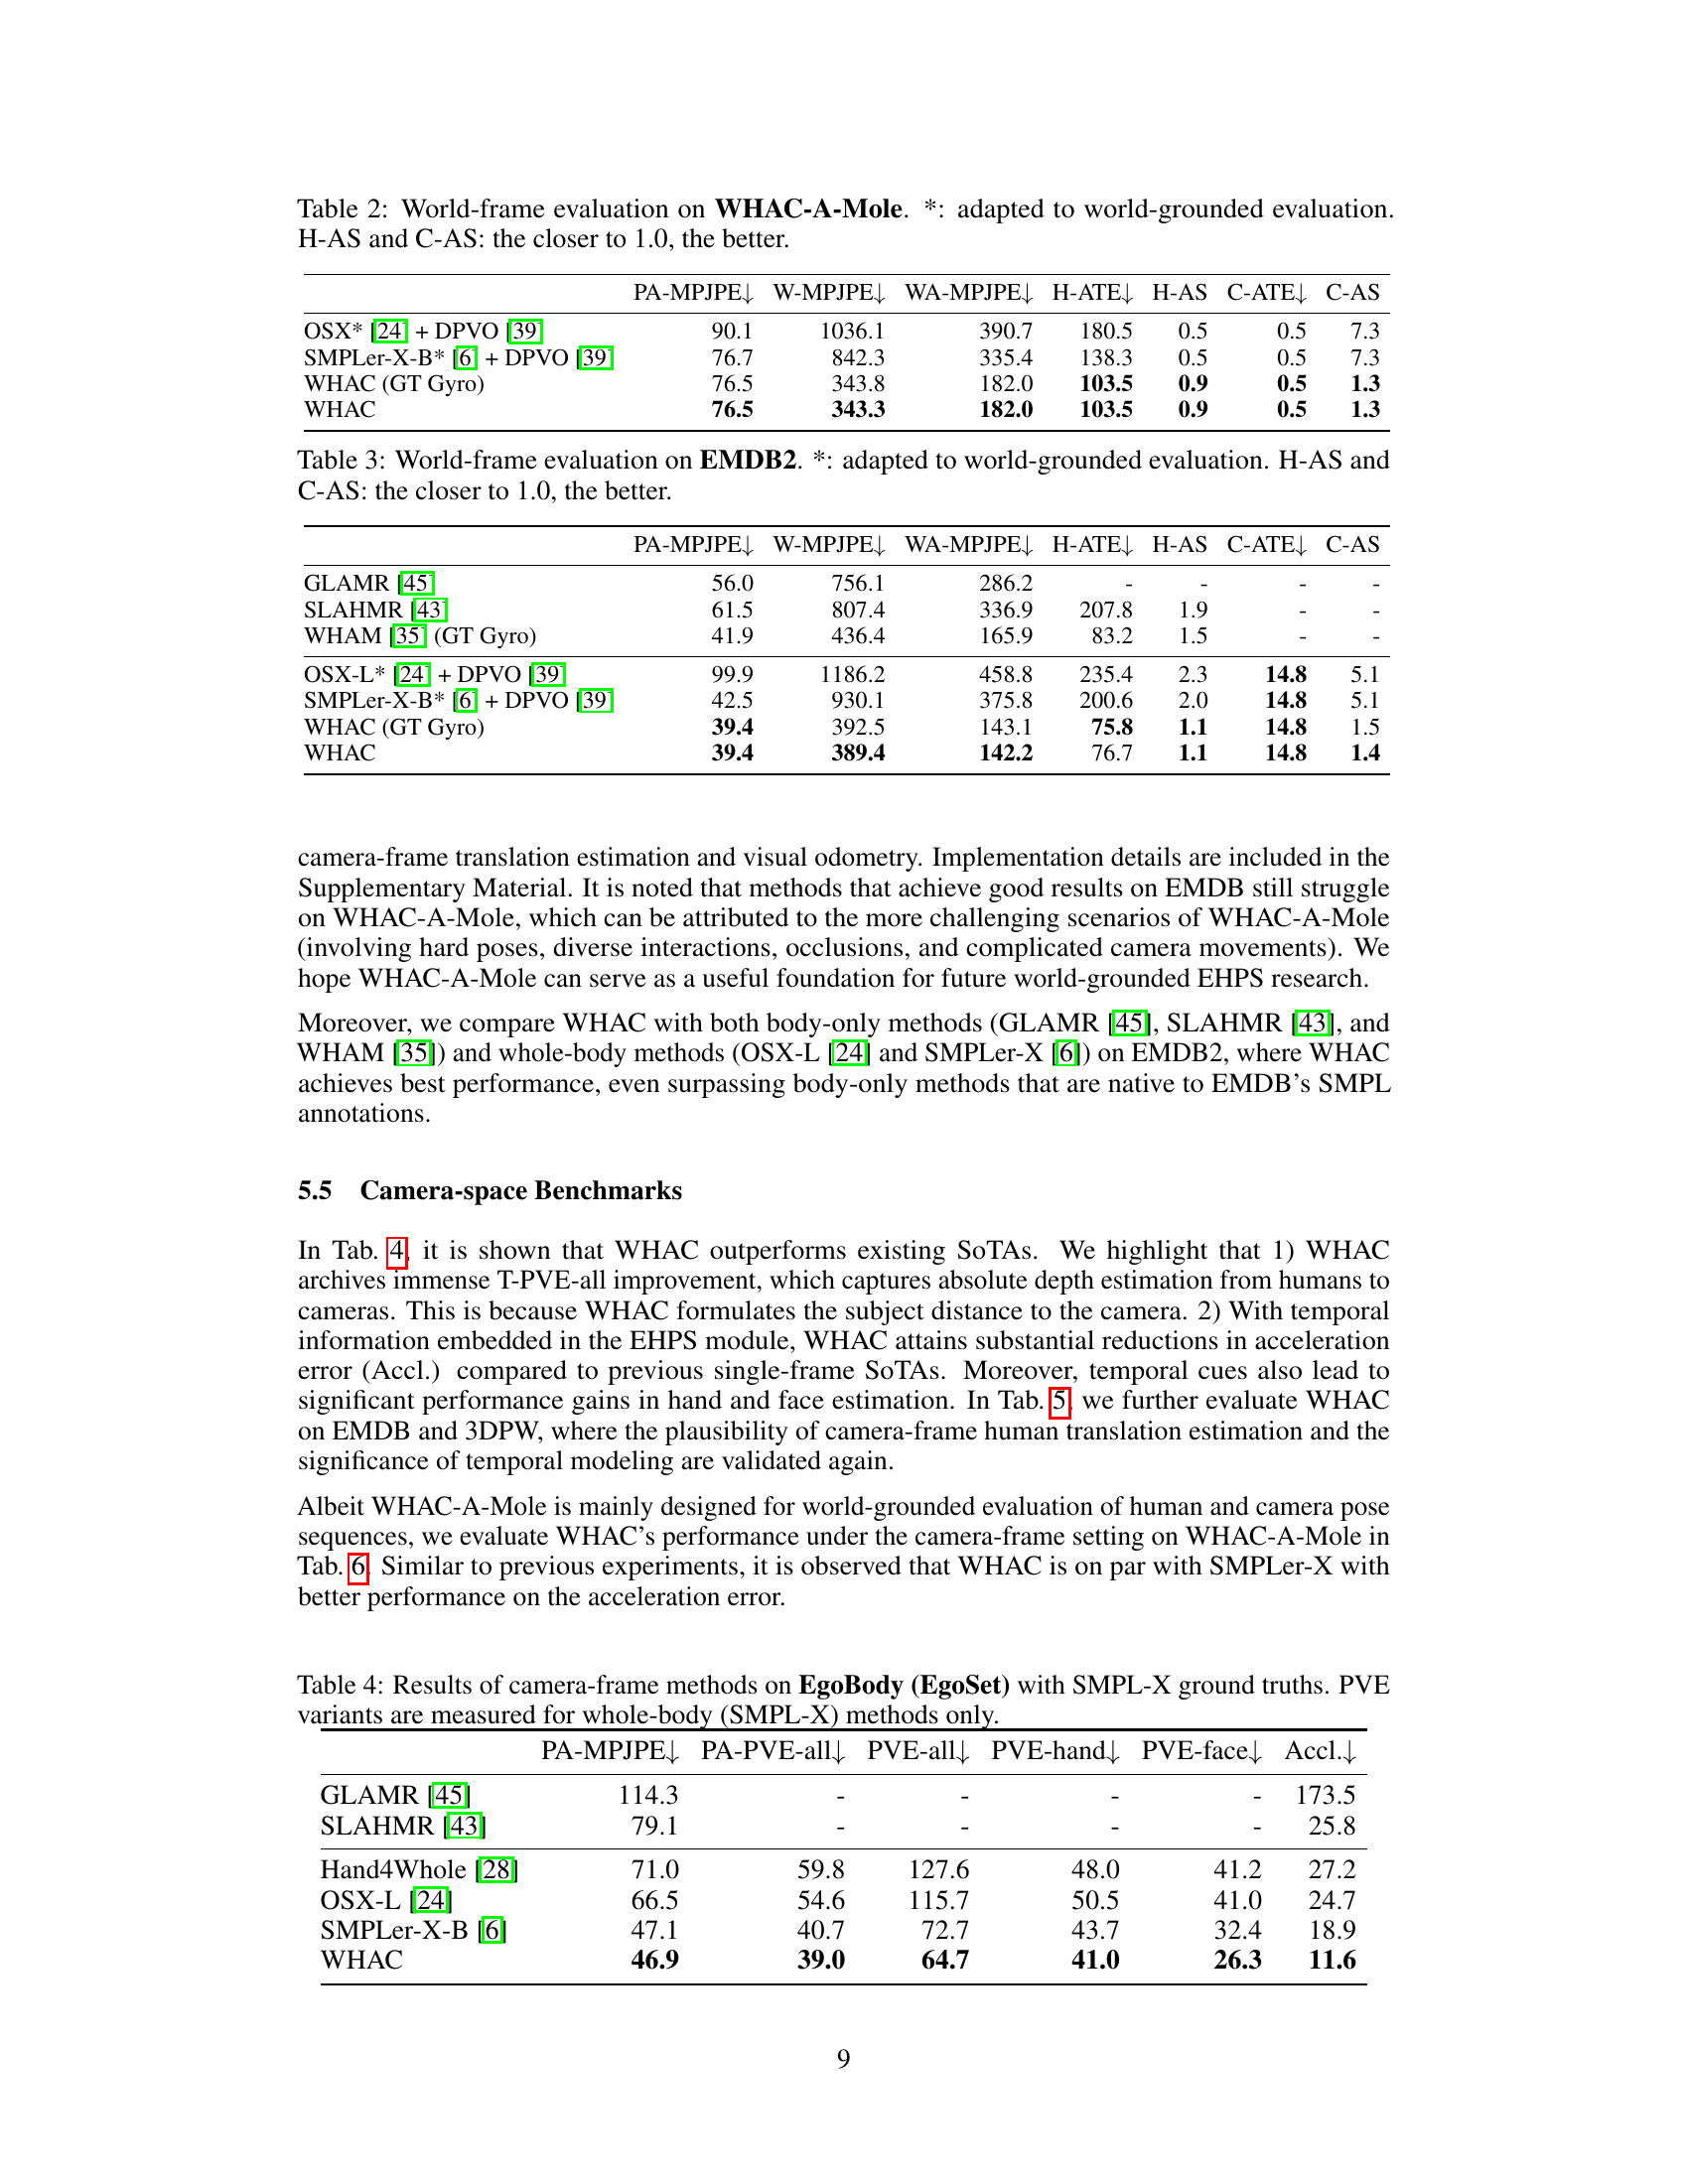 Table 2: World-frame evaluation on WHAC-A-Mole. *: adapted to world-grounded evaluation.
H-AS and C-AS: the closer to 1.0, the better.
PA-MPJPE↓ W-MPJPE↓ WA-MPJPE↓ H-ATE↓ H-AS C-ATE↓ C-AS
OSX* [24] + DPVO [39] 90.1 1036.1 390.7 180.5 0.5 0.5 7.3
SMPLer-X-B* [6] + DPVO [39] 76.7 842.3 335.4 138.3 0.5 0.5 7.3
WHAC (GT Gyro) 76.5 343.8 182.0 103.5 0.9 0.5 1.3
WHAC 76.5 343.3 182.0 103.5 0.9 0.5 1.3
Table 3: World-frame evaluation on EMDB2. *: adapted to world-grounded evaluation. H-AS and
C-AS: the closer to 1.0, the better.
PA-MPJPE↓ W-MPJPE↓ WA-MPJPE↓ H-ATE↓ H-AS C-ATE↓ C-AS
GLAMR [45] 56.0 756.1 286.2 - - - -
SLAHMR [43] 61.5 807.4 336.9 207.8 1.9 - -
WHAM [35] (GT Gyro) 41.9 436.4 165.9 83.2 1.5 - -
OSX-L* [24] + DPVO [39] 99.9 1186.2 458.8 235.4 2.3 14.8 5.1
SMPLer-X-B* [6] + DPVO [39] 42.5 930.1 375.8 200.6 2.0 14.8 5.1
WHAC (GT Gyro) 39.4 392.5 143.1 75.8 1.1 14.8 1.5
WHAC 39.4 389.4 142.2 76.7 1.1 14.8 1.4
camera-frame translation estimation and visual odometry. Implementation details are included in the
Supplementary Material. It is noted that methods that achieve good results on EMDB still struggle
on WHAC-A-Mole, which can be attributed to the more challenging scenarios of WHAC-A-Mole
(involving hard poses, diverse interactions, occlusions, and complicated camera movements). We
hope WHAC-A-Mole can serve as a useful foundation for future world-grounded EHPS research.
Moreover, we compare WHAC with both body-only methods (GLAMR [45], SLAHMR [43], and
WHAM [35]) and whole-body methods (OSX-L [24] and SMPLer-X [6]) on EMDB2, where WHAC
achieves best performance, even surpassing body-only methods that are native to EMDB's SMPL
annotations.
5.5 Camera-space Benchmarks
In Tab. 4, it is shown that WHAC outperforms existing SoTAs. We highlight that 1) WHAC
archives immense T-PVE-all improvement, which captures absolute depth estimation from humans to
cameras. This is because WHAC formulates the subject distance to the camera. 2) With temporal
information embedded in the EHPS module, WHAC attains substantial reductions in acceleration
error (Accl.) compared to previous single-frame SoTAs. Moreover, temporal cues also lead to
significant performance gains in hand and face estimation. In Tab. 5, we further evaluate WHAC
on EMDB and 3DPW, where the plausibility of camera-frame human translation estimation and the
significance of temporal modeling are validated again.
Albeit WHAC-A-Mole is mainly designed for world-grounded evaluation of human and camera pose
sequences, we evaluate WHAC's performance under the camera-frame setting on WHAC-A-Mole in
Tab. 6. Similar to previous experiments, it is observed that WHAC is on par with SMPLer-X with
better performance on the acceleration error.
Table 4: Results of camera-frame methods on EgoBody (EgoSet) with SMPL-X ground truths. PVE
variants are measured for whole-body (SMPL-X) methods only.
PA-MPJPE↓ PA-PVE-all↓ PVE-all↓ PVE-hand↓ PVE-face↓ Accl.↓
GLAMR [45] 114.3 - - - - 173.5
SLAHMR [43] 79.1 - - - - 25.8
Hand4Whole [28] 71.0 59.8 127.6 48.0 41.2 27.2
OSX-L [24] 66.5 54.6 115.7 50.5 41.0 24.7
SMPLer-X-B [6] 47.1 40.7 72.7 43.7 32.4 18.9
WHAC 46.9 39.0 64.7 41.0 26.3 11.6
9